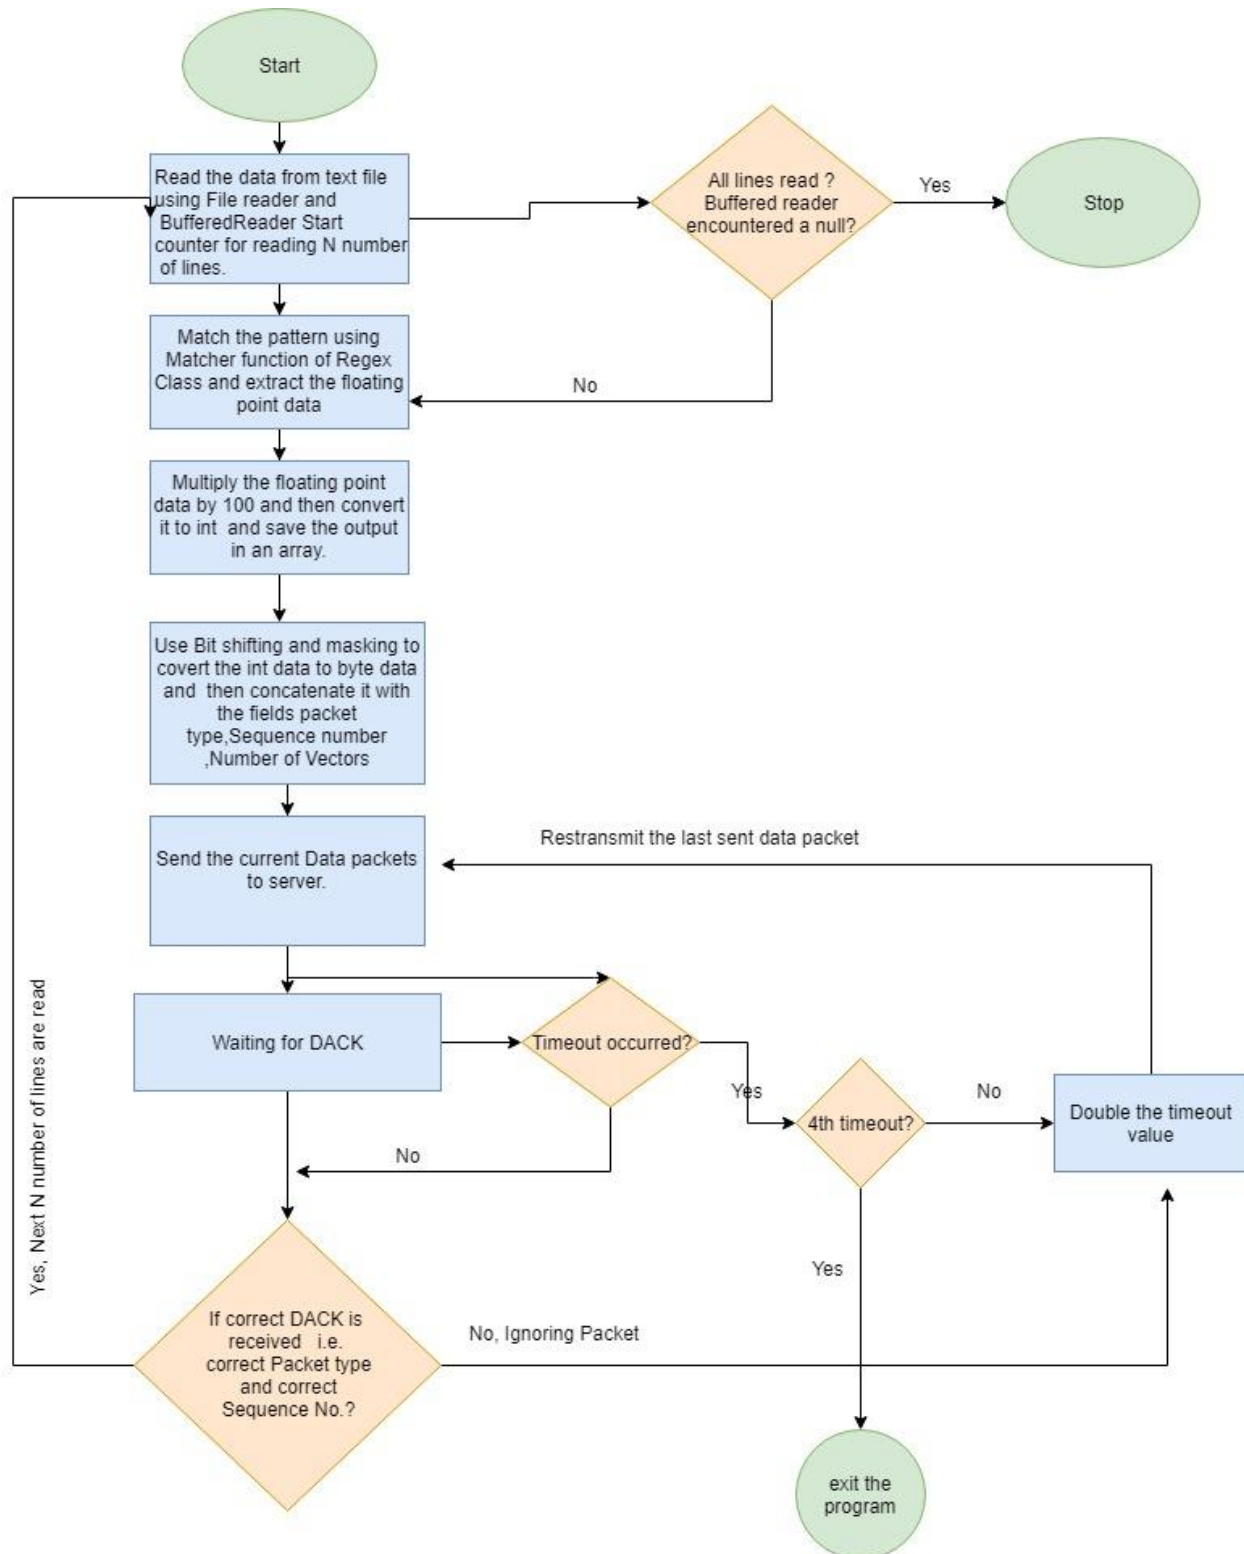 Start
Read the data from text file
using File reader and
BufferedReader Start
counter for reading N number
of lines.
All lines read ?
Buffered reader
encountered a null?
Yes
Stop
Match the pattern using
Matcher function of Regex
Class and extract the floating
point data
No
Multiply the floating point
data by 100 and then convert
it to int and save the output
in an array.
Use Bit shifting and masking to
covert the int data to byte data
and then concatenate it with
the fields packet
type,Sequence number
,Number of Vectors
Send the current Data packets
to server.
Restransmit the last sent data packet
Waiting for DACK
Timeout occurred?
Yes
4th timeout?
No
Double the timeout
value
No
Yes
Yes, Next N number of lines are read
If correct DACK is
received i.e.
correct Packet type
and correct
Sequence No.?
No, Ignoring Packet
exit the
program